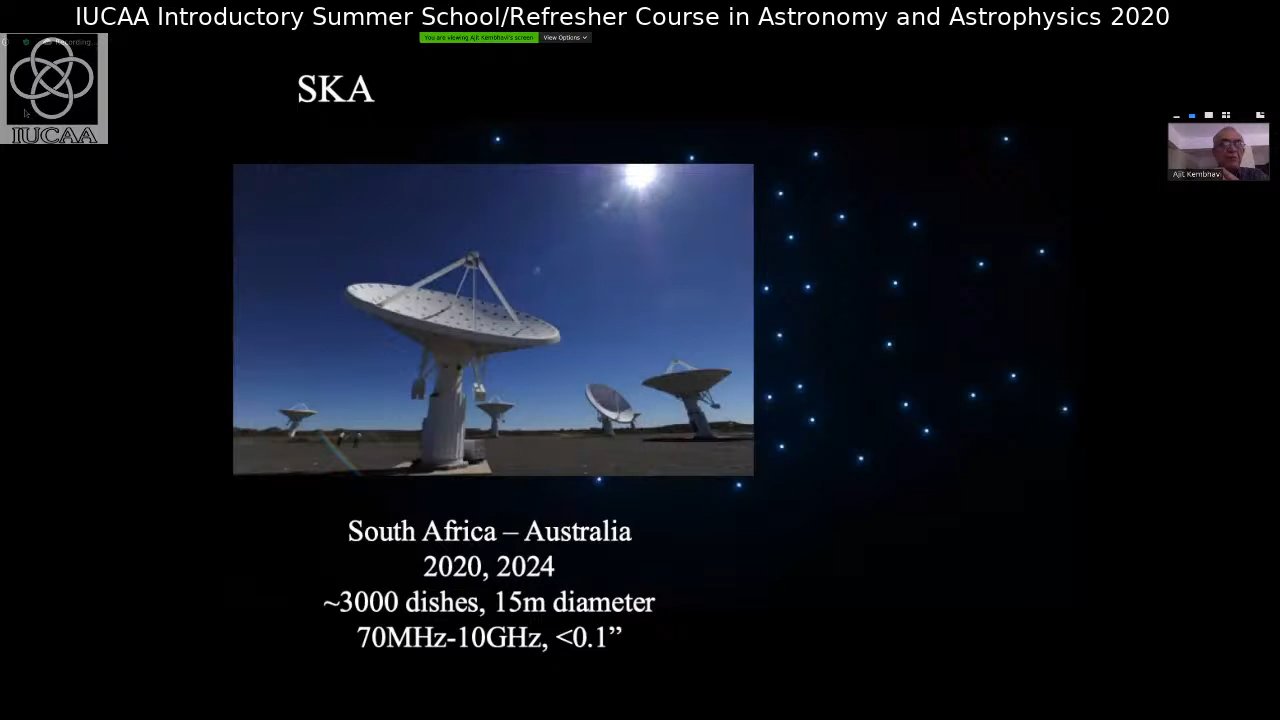 IUCAA Introductory Summer School/Refresher Course in Astronomy and Astrophysics 2020
You are viewing Ajit Kembhavi's screen View Options
Recording...
SKA
IUCAA
Ajit Kembhavi
South Africa – Australia
2020, 2024
~3000 dishes, 15m diameter
70MHz-10GHz, <0.1”